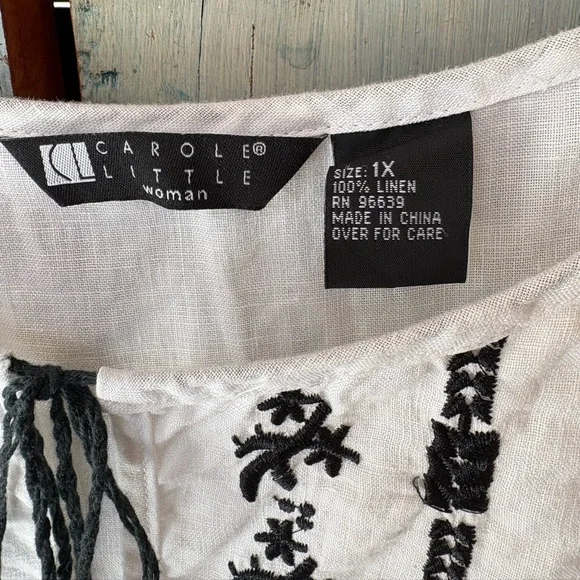 CL CAROLE®
LITTLE
woman
SIZE: 1X
100% LINEN
RN 96639
MADE IN CHINA
OVER FOR CARE